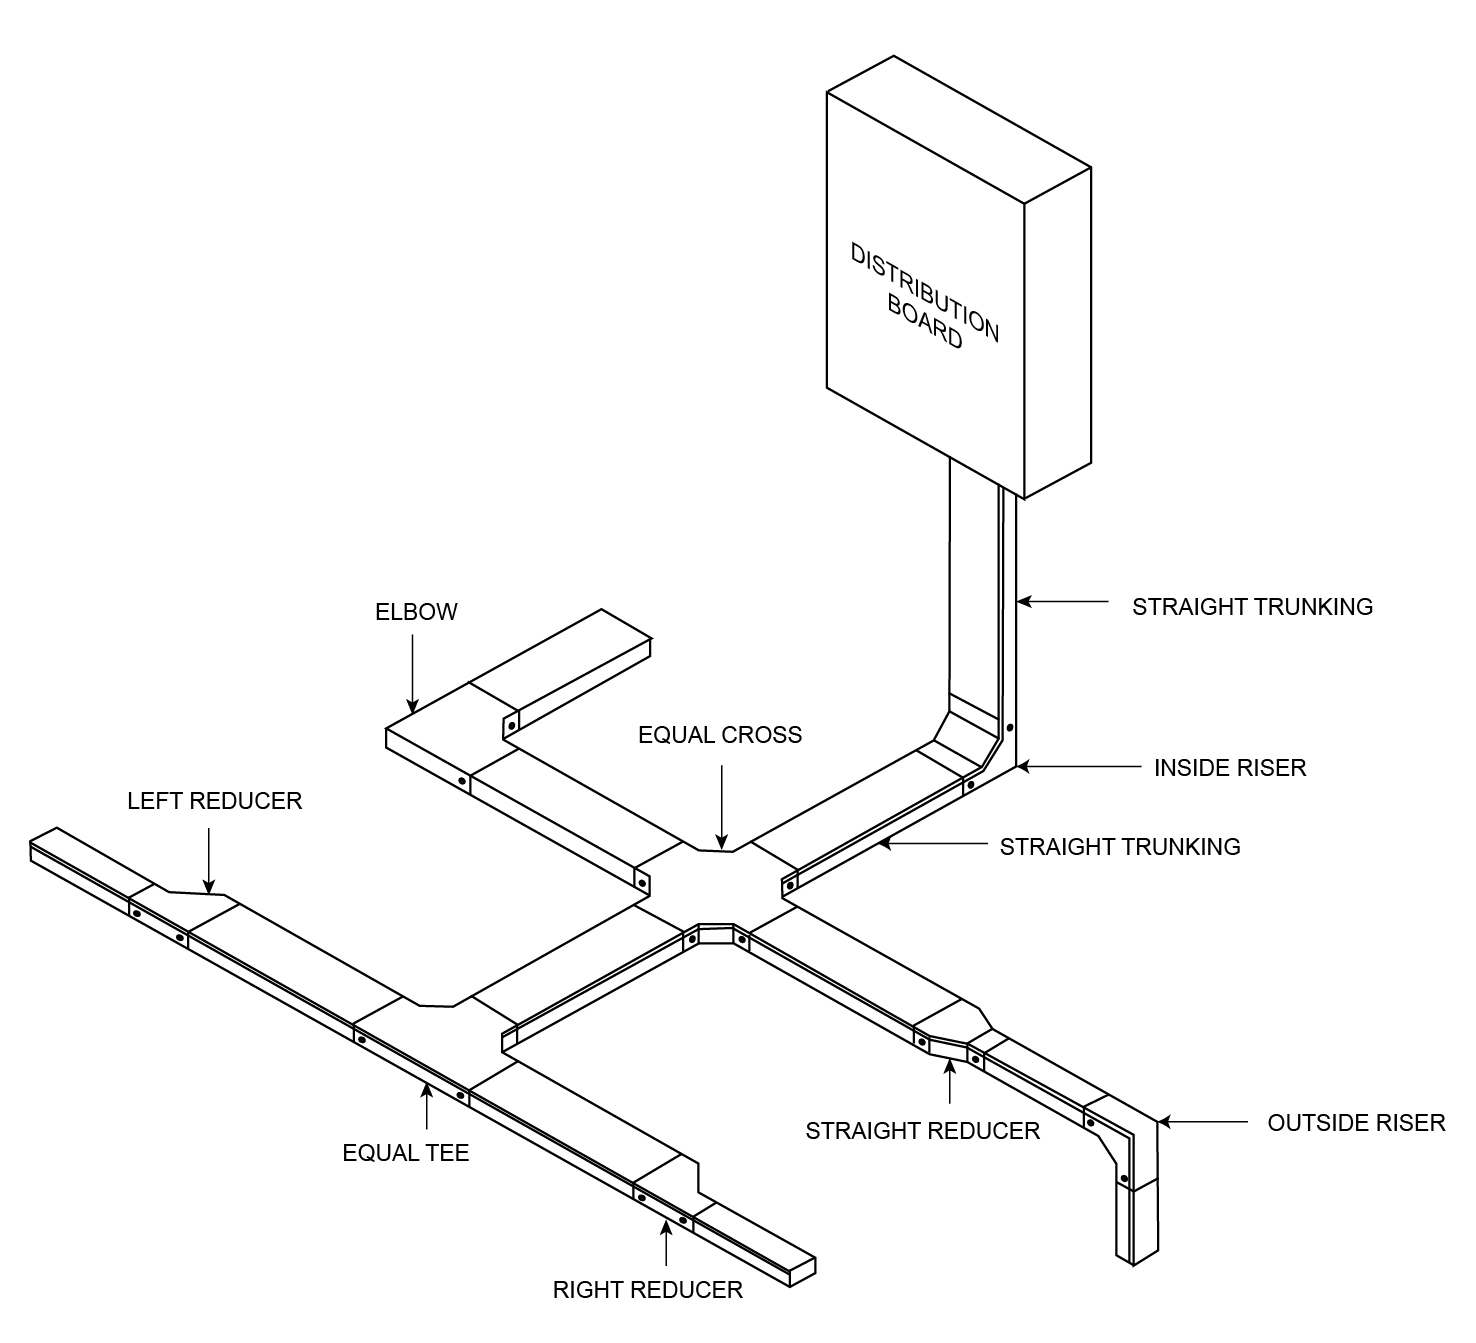 DISTRIBUTION
BOARD
ELBOW
STRAIGHT TRUNKING
EQUAL CROSS
INSIDE RISER
LEFT REDUCER
STRAIGHT TRUNKING
OUTSIDE RISER
STRAIGHT REDUCER
EQUAL TEE
RIGHT REDUCER